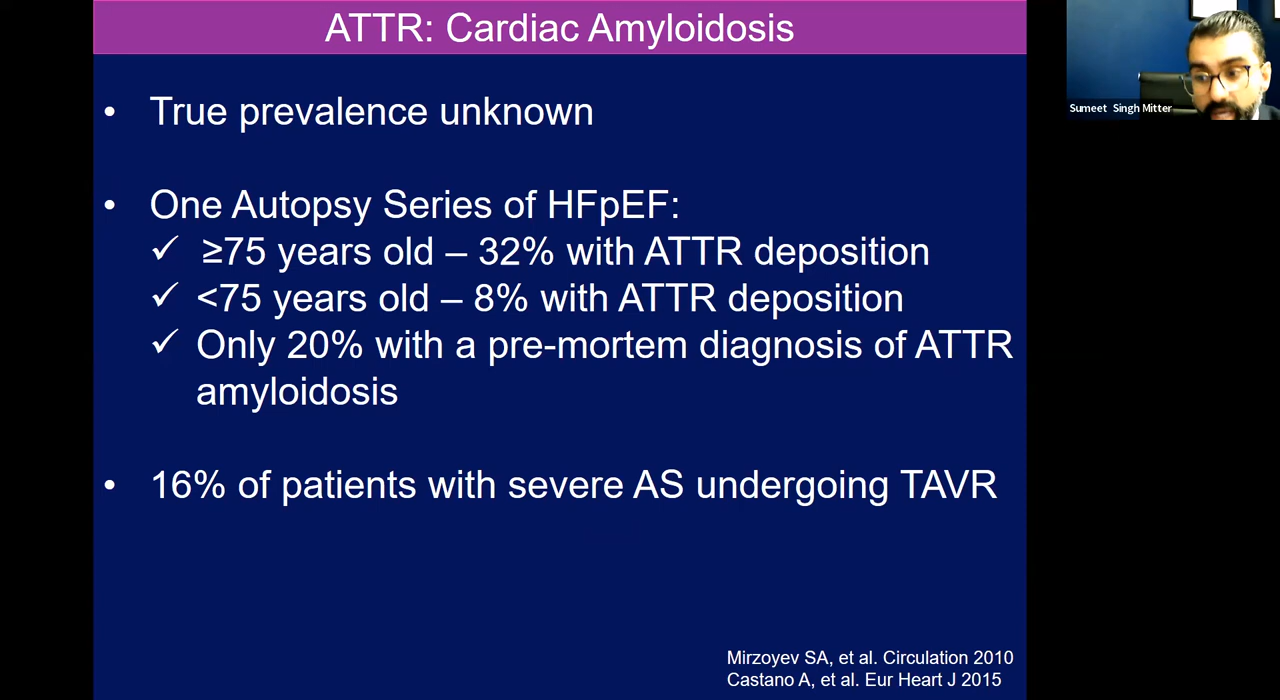 ATTR: Cardiac Amyloidosis
Sumeet Singh Mitter
• True prevalence unknown
• One Autopsy Series of HFpEF:
✓ ≥75 years old – 32% with ATTR deposition
✓ <75 years old – 8% with ATTR deposition
✓ Only 20% with a pre-mortem diagnosis of ATTR
amyloidosis
• 16% of patients with severe AS undergoing TAVR
Mirzoyev SA, et al. Circulation 2010
Castano A, et al. Eur Heart J 2015